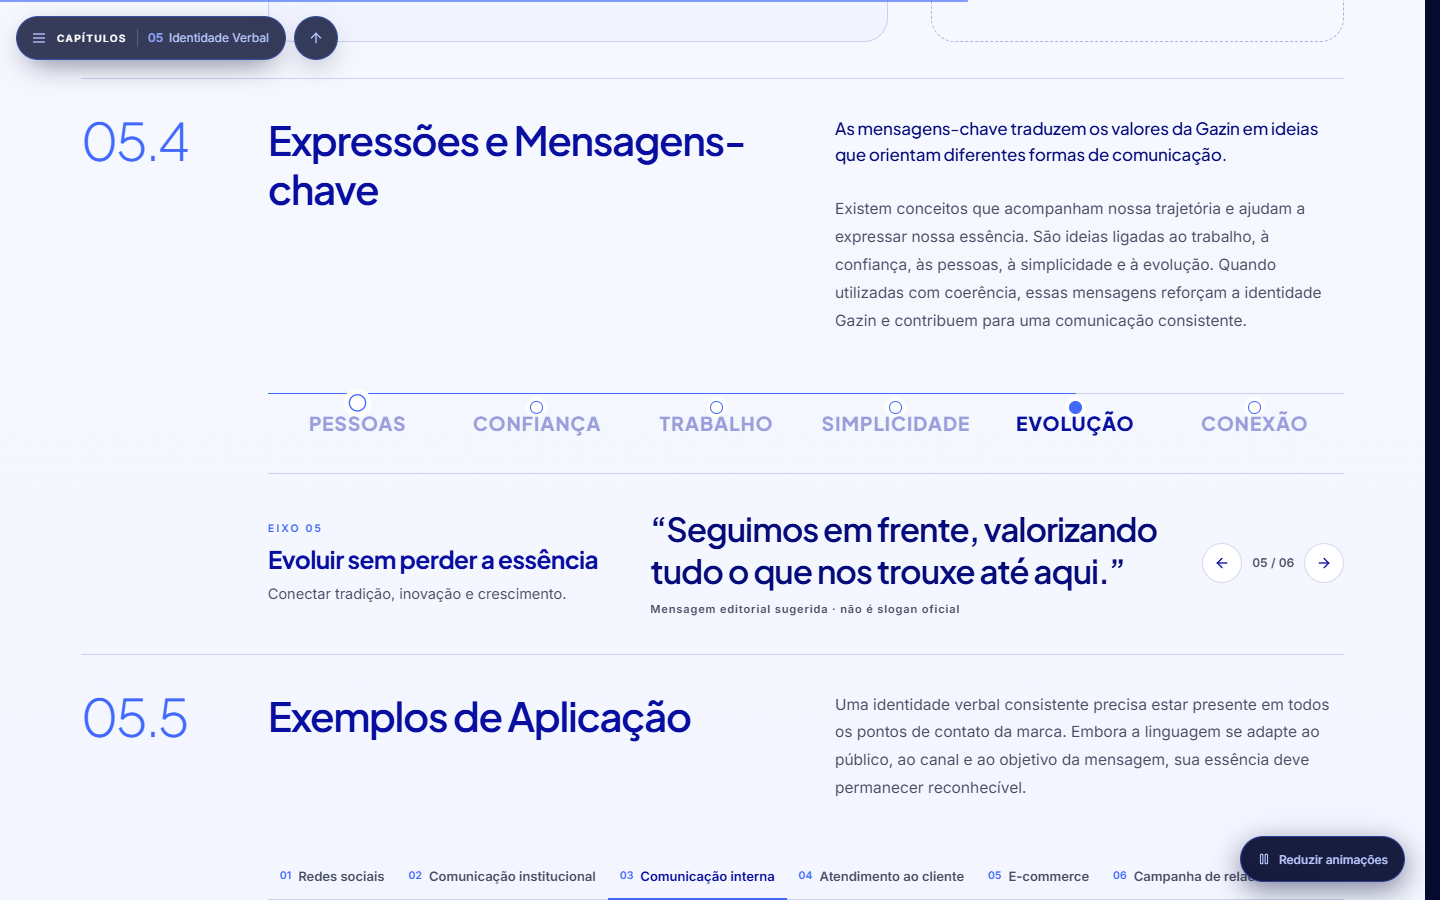 CAPÍTULOS 05 Identidade Verbal
05.4
Expressões e Mensagens-
chave
As mensagens-chave traduzem os valores da Gazin em ideias
que orientam diferentes formas de comunicação.
Existem conceitos que acompanham nossa trajetória e ajudam a
expressar nossa essência. São ideias ligadas ao trabalho, à
confiança, às pessoas, à simplicidade e à evolução. Quando
utilizadas com coerência, essas mensagens reforçam a identidade
Gazin e contribuem para uma comunicação consistente.
PESSOAS CONFIANÇA TRABALHO SIMPLICIDADE EVOLUÇÃO CONEXÃO
EIXO 05
Evoluir sem perder a essência
Conectar tradição, inovação e crescimento.
“Seguimos em frente, valorizando
tudo o que nos trouxe até aqui.”
Mensagem editorial sugerida · não é slogan oficial
05 / 06
05.5
Exemplos de Aplicação
Uma identidade verbal consistente precisa estar presente em todos
os pontos de contato da marca. Embora a linguagem se adapte ao
público, ao canal e ao objetivo da mensagem, sua essência deve
permanecer reconhecível.
Reduzir animações
01 Redes sociais 02 Comunicação institucional 03 Comunicação interna 04 Atendimento ao cliente 05 E-commerce 06 Campanha de